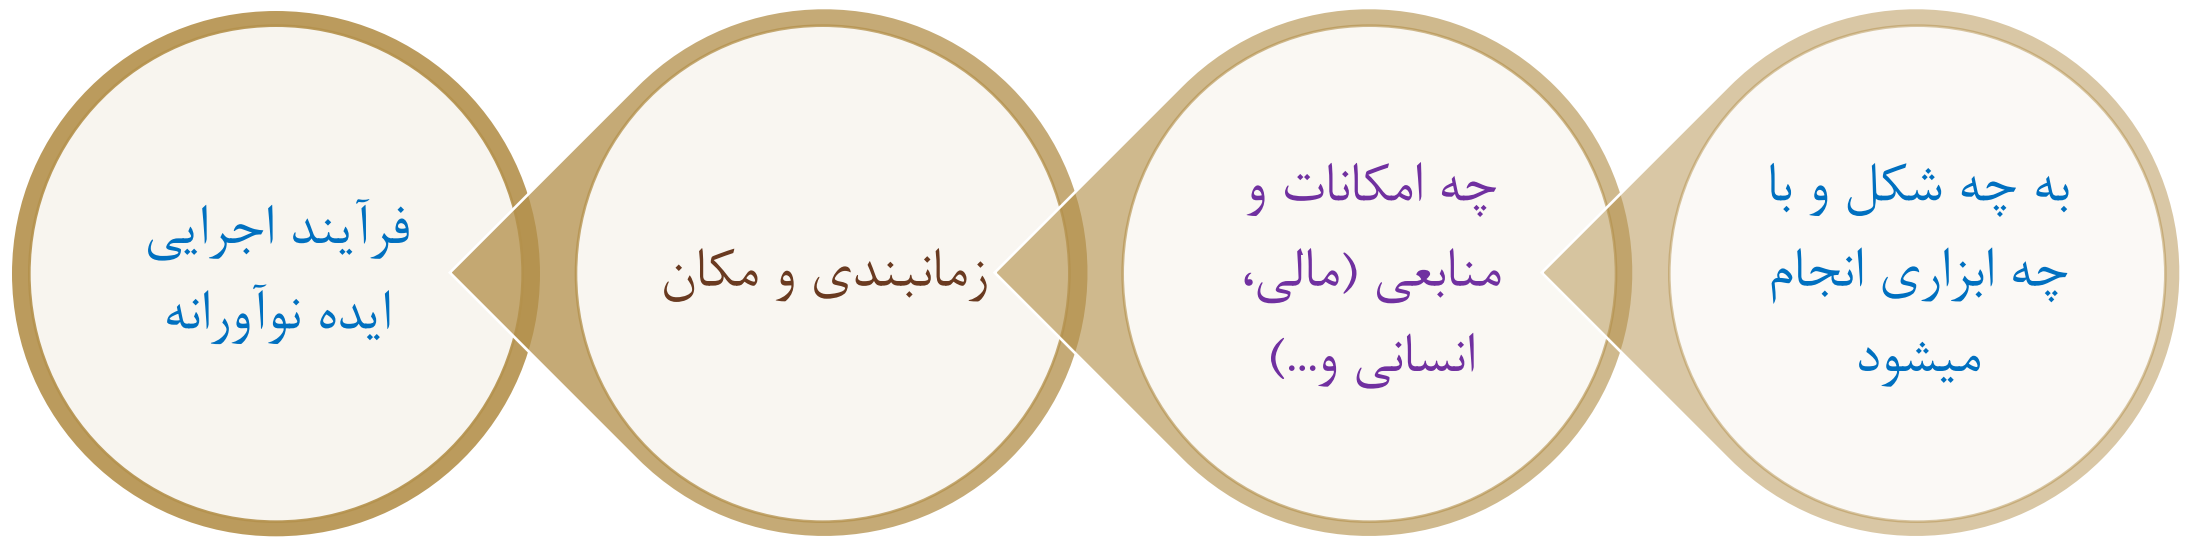 به چه شکل و با
چه ابزاری انجام
میشود
چه امکانات و
منابعی (مالی،
انسانی و...)
زمانبندی و مکان
فرآیند اجرایی
ایده نوآورانه